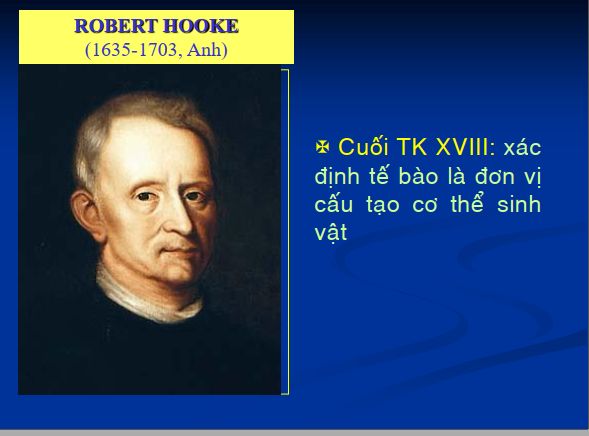 ROBERT HOOKE
(1635-1703, Anh)
✠ Cuối TK XVIII: xác
định tế bào là đơn vị
cấu tạo cơ thể sinh
vật